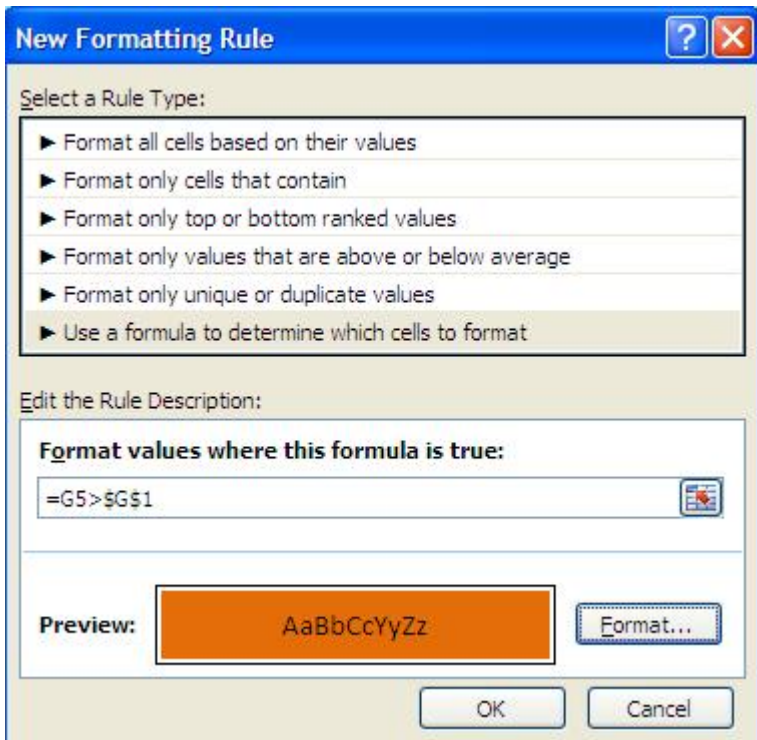 New Formatting Rule
Select a Rule Type:
► Format all cells based on their values
► Format only cells that contain
► Format only top or bottom ranked values
► Format only values that are above or below average
► Format only unique or duplicate values
► Use a formula to determine which cells to format
Edit the Rule Description:
Format values where this formula is true:
=G5>$G$1
Preview:
AaBbCcYyZz
Format...
OK
Cancel